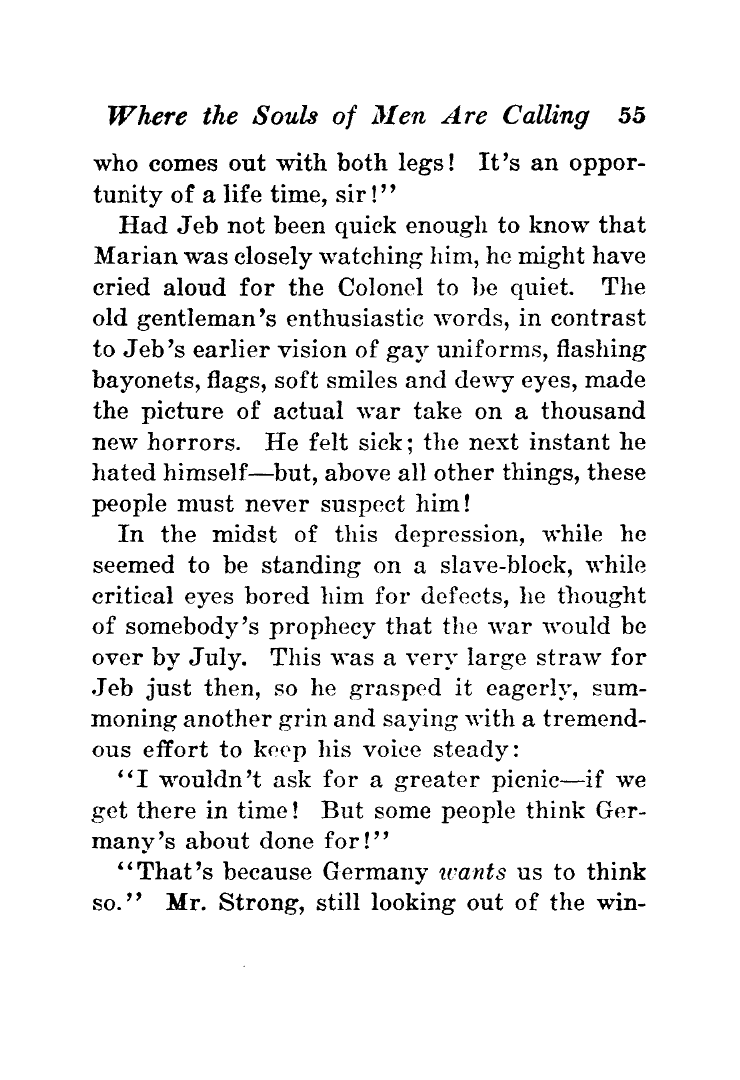 Where the Souls of Men Are Calling 55
who comes out with both legs! It's an oppor-
tunity of a life time, sir!"
Had Jeb not been quick enough to know that
Marian was closely watching him, he might have
cried aloud for the Colonel to be quiet. The
old gentleman's enthusiastic words, in contrast
to Jeb's earlier vision of gay uniforms, flashing
bayonets, flags, soft smiles and dewy eyes, made
the picture of actual war take on a thousand
new horrors. He felt sick; the next instant he
hated himself—but, above all other things, these
people must never suspect him!
In the midst of this depression, while he
seemed to be standing on a slave-block, while
critical eyes bored him for defects, he thought
of somebody's prophecy that the war would be
over by July. This was a very large straw for
Jeb just then, so he grasped it eagerly, sum-
moning another grin and saying with a tremend-
ous effort to keep his voice steady:
"I wouldn't ask for a greater picnic—if we
get there in time! But some people think Ger-
many's about done for!"
"That's because Germany wants us to think
so." Mr. Strong, still looking out of the win-